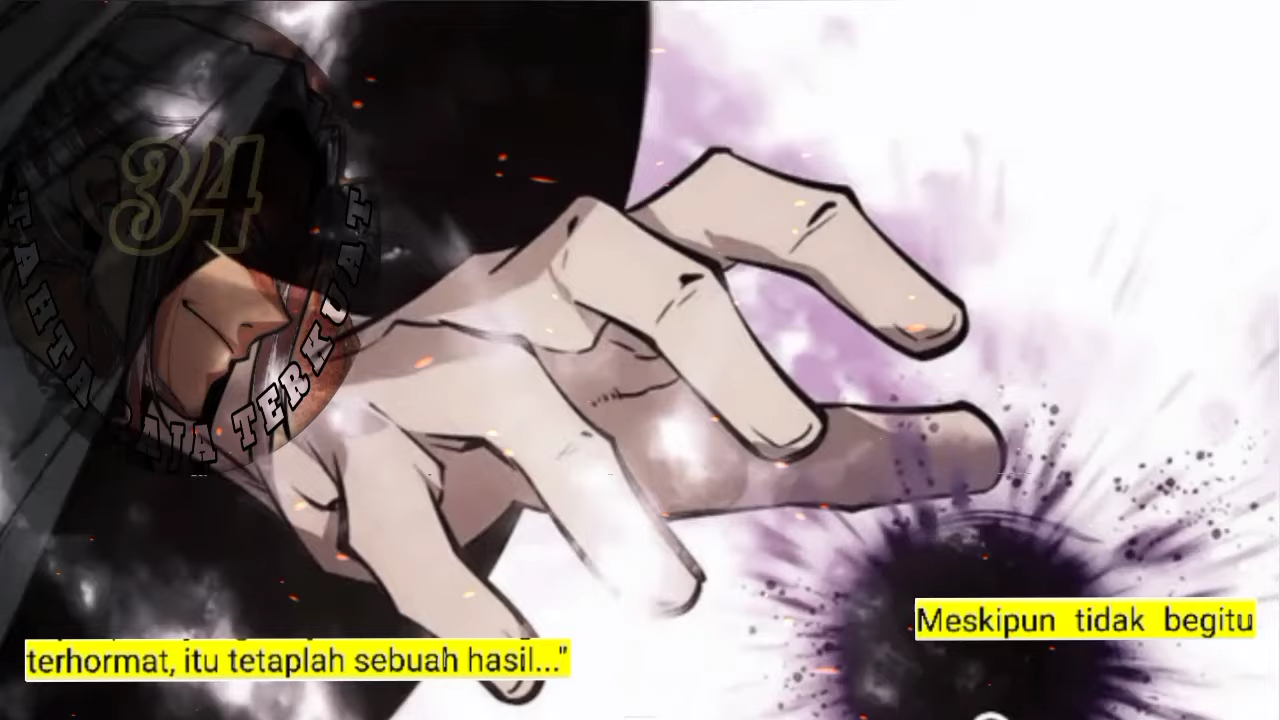 34
TAHTA RAJA TERKUAT
Meskipun tidak begitu
terhormat, itu tetaplah sebuah hasil..."